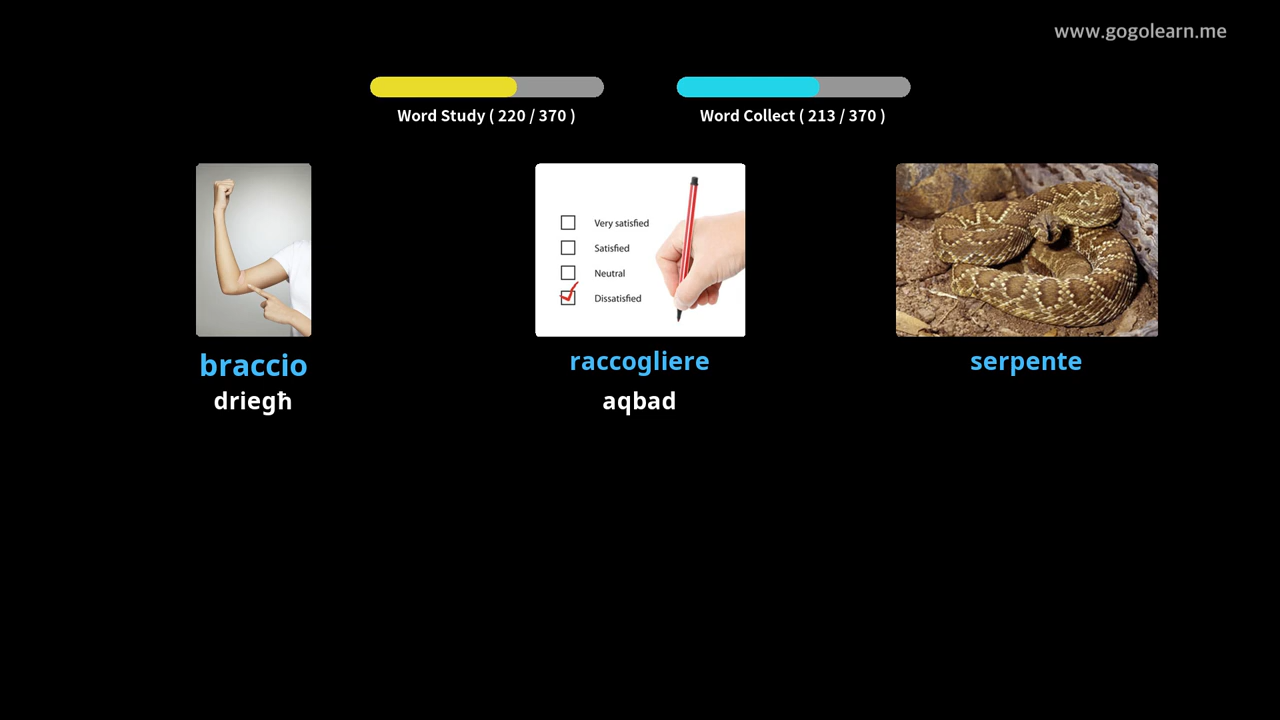 www.gogolearn.me
Word Study ( 220 / 370 )
Word Collect ( 213 / 370 )
Very satisfied
Satisfied
Neutral
Dissatisfied
braccio
driegħ
raccogliere
aqbad
serpente